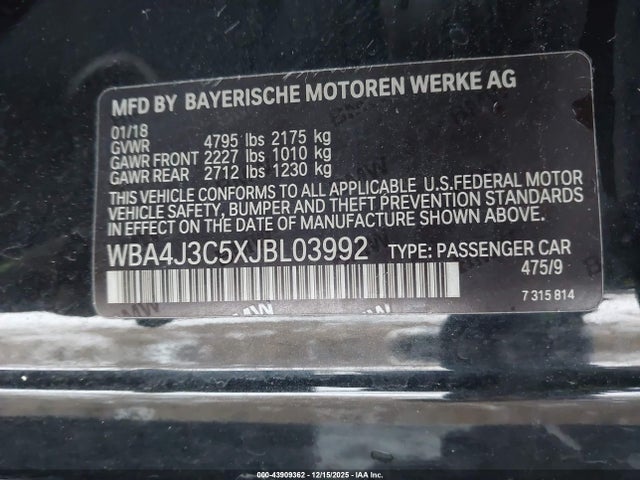 MFD BY BAYERISCHE MOTOREN WERKE AG
01/18
GVWR 4795 lbs 2175 kg
GAWR FRONT 2227 lbs 1010 kg
GAWR REAR 2712 lbs 1230 kg
THIS VEHICLE CONFORMS TO ALL APPLICABLE U.S.FEDERAL MOTOR
VEHICLE SAFETY, BUMPER AND THEFT PREVENTION STANDARDS
IN EFFECT ON THE DATE OF MANUFACTURE SHOWN ABOVE.
WBA4J3C5XJBL03992 TYPE: PASSENGER CAR
475/9
7 315 814
000-43909362 - 12/15/2025 - IAA Inc.